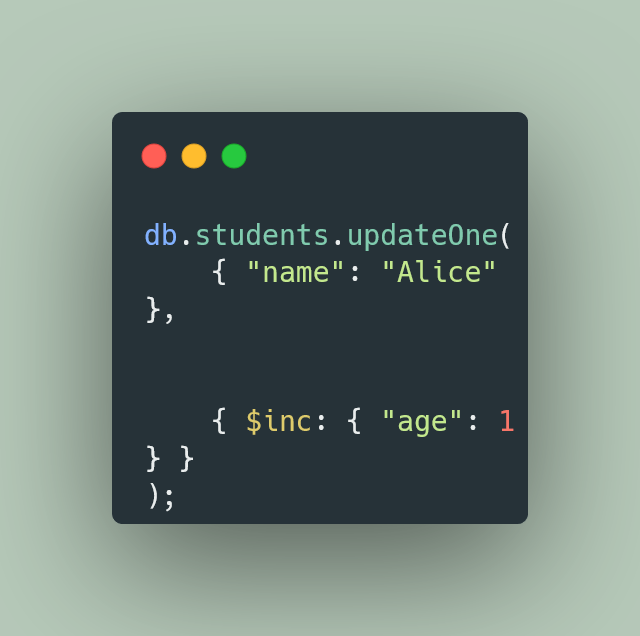 db.students.updateOne(
    { "name": "Alice"
},
    { $inc: { "age": 1
} }
);